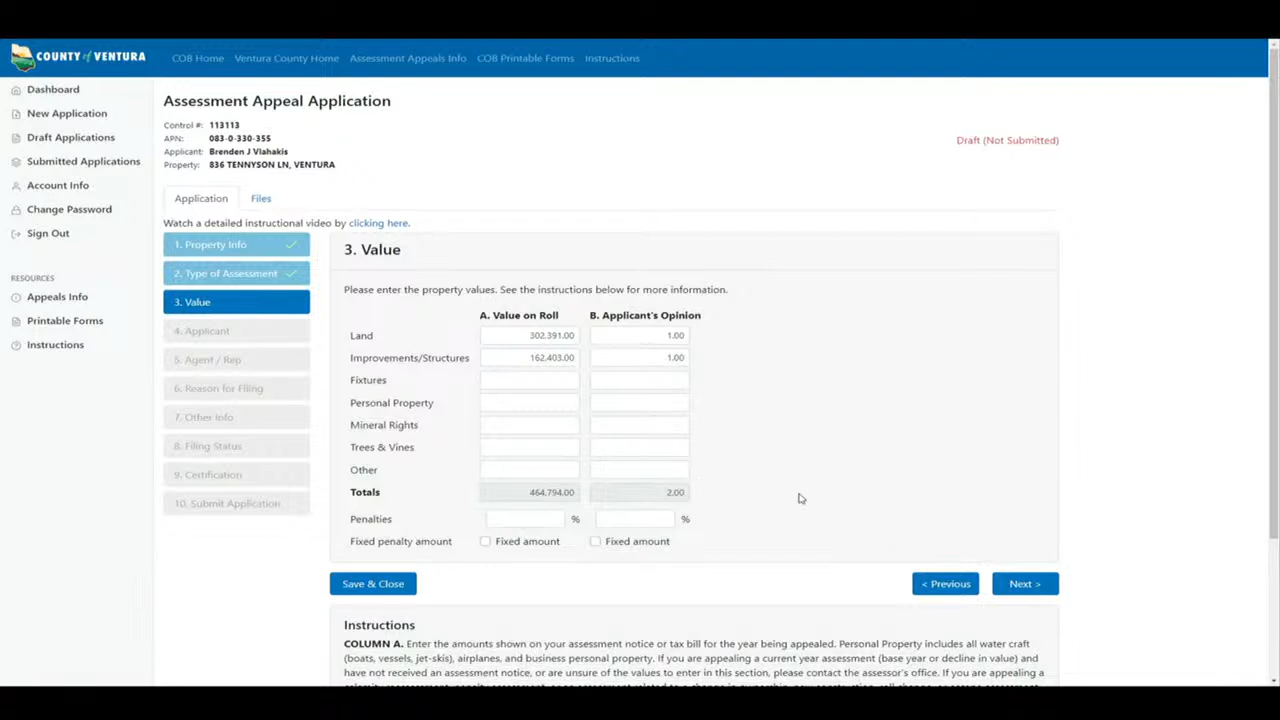 COUNTY of VENTURA
COB Home Ventura County Home Assessment Appeals Info COB Printable Forms Instructions
Dashboard
New Application
Draft Applications
Submitted Applications
Account Info
Change Password
Sign Out
RESOURCES
Appeals Info
Printable Forms
Instructions
Assessment Appeal Application
Control #: 113113
APN: 083-0-330-355
Applicant: Brenden J Vlahakis
Property: 836 TENNYSON LN, VENTURA
Draft (Not Submitted)
Application Files
Watch a detailed instructional video by clicking here.
1. Property Info
2. Type of Assessment
3. Value
4. Applicant
5. Agent / Rep
6. Reason for Filing
7. Other Info
8. Filing Status
9. Certification
10. Submit Application
3. Value
Please enter the property values. See the instructions below for more information.
A. Value on Roll B. Applicant's Opinion
Land 302,391.00 1.00
Improvements/Structures 162,403.00 1.00
Fixtures
Personal Property
Mineral Rights
Trees & Vines
Other
Totals 464,794.00 2.00
Penalties % %
Fixed penalty amount Fixed amount Fixed amount
Save & Close < Previous Next >
Instructions
COLUMN A. Enter the amounts shown on your assessment notice or tax bill for the year being appealed. Personal Property includes all water craft
(boats, vessels, jet-skis), airplanes, and business personal property. If you are appealing a current year assessment (base year or decline in value) and
have not received an assessment notice, or are unsure of the values to enter in this section, please contact the assessor's office. If you are appealing a